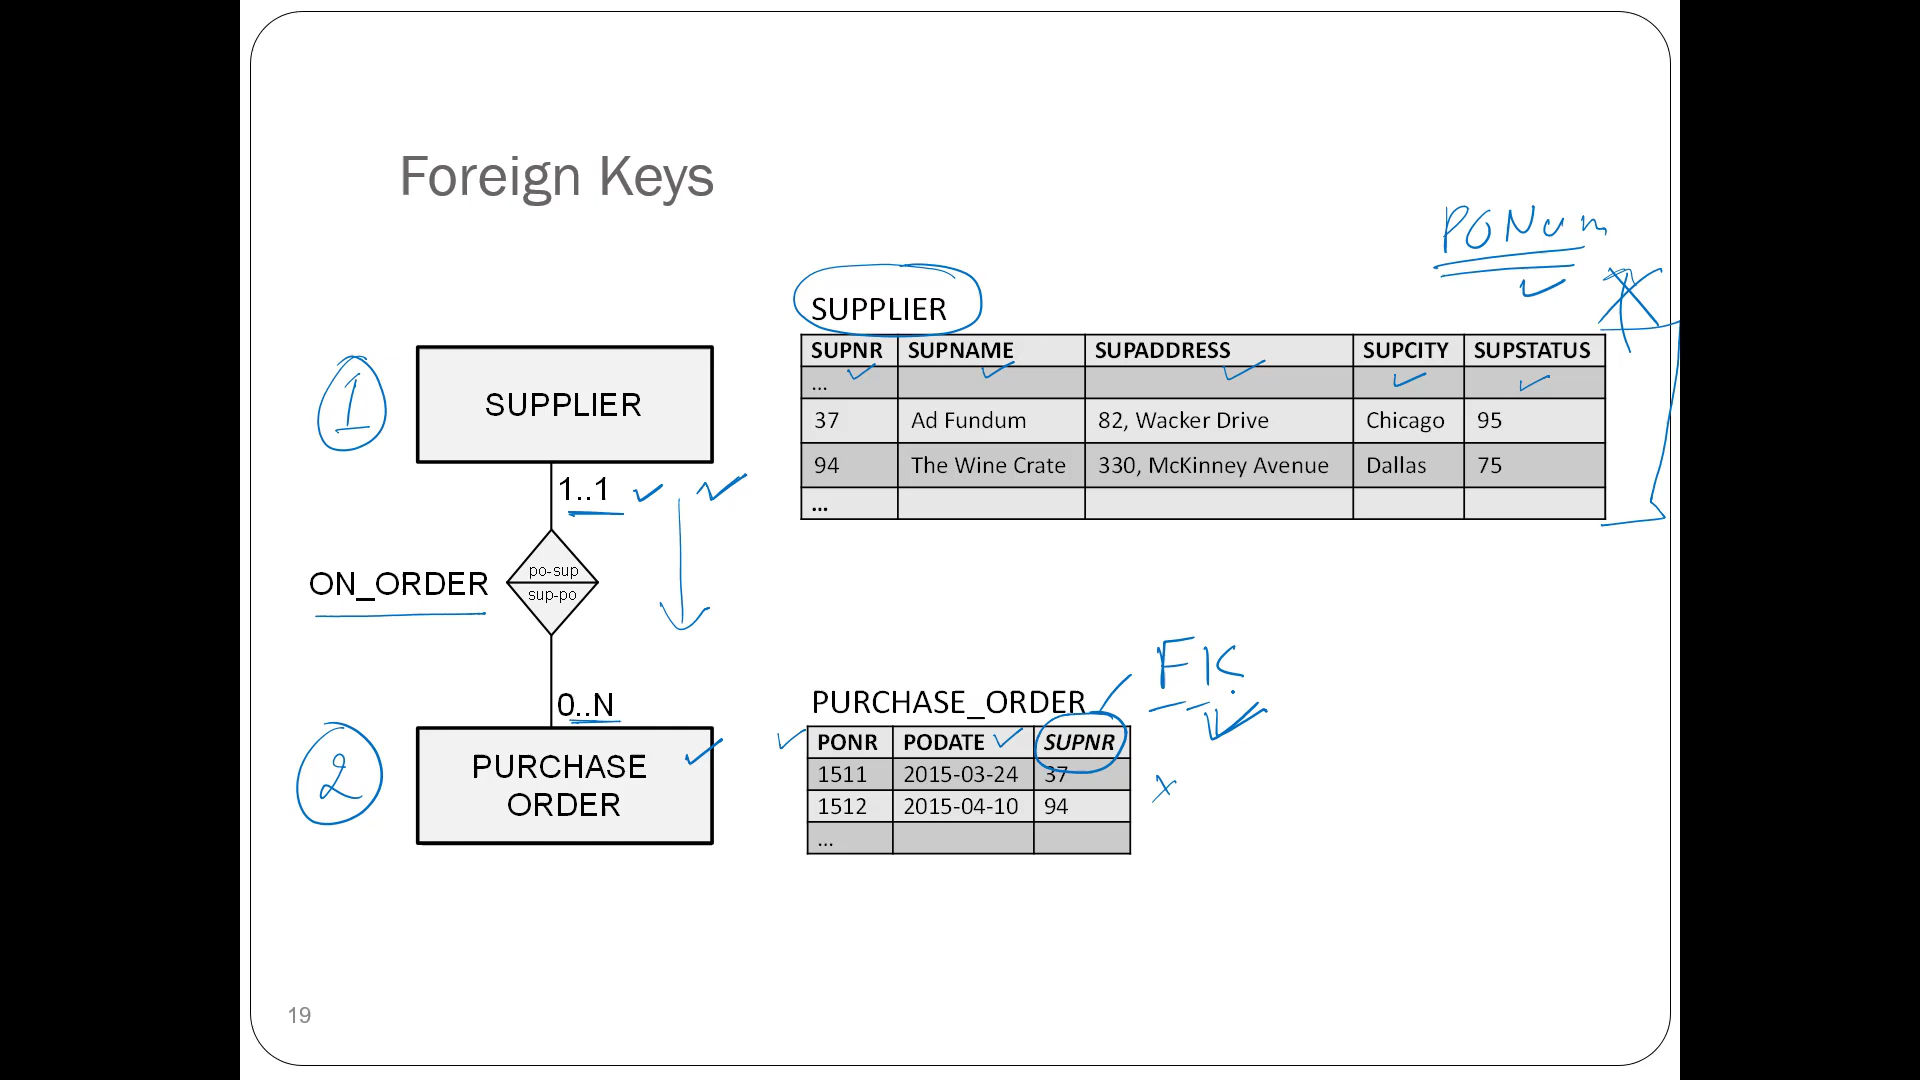 Foreign Keys
PONum
SUPPLIER
SUPNR SUPNAME SUPADDRESS SUPCITY SUPSTATUS
...
37 Ad Fundum 82, Wacker Drive Chicago 95
94 The Wine Crate 330, McKinney Avenue Dallas 75
...
1
SUPPLIER
1..1
ON_ORDER
po-sup
sup-po
0..N
2
PURCHASE
ORDER
FK
PURCHASE_ORDER
PONR PODATE SUPNR
1511 2015-03-24 37
1512 2015-04-10 94
...
19